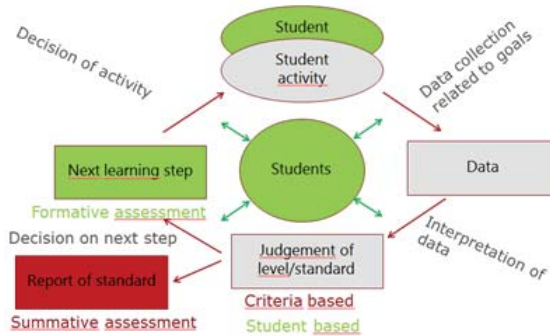 Student
Student
activity
Decision of activity
Data collection
related to goals
Next learning step
Students
Data
Formative assessment
Decision on next step
Judgement of
level/standard
Interpretation of
data
Report of standard
Criteria based
Summative assessment
Student based